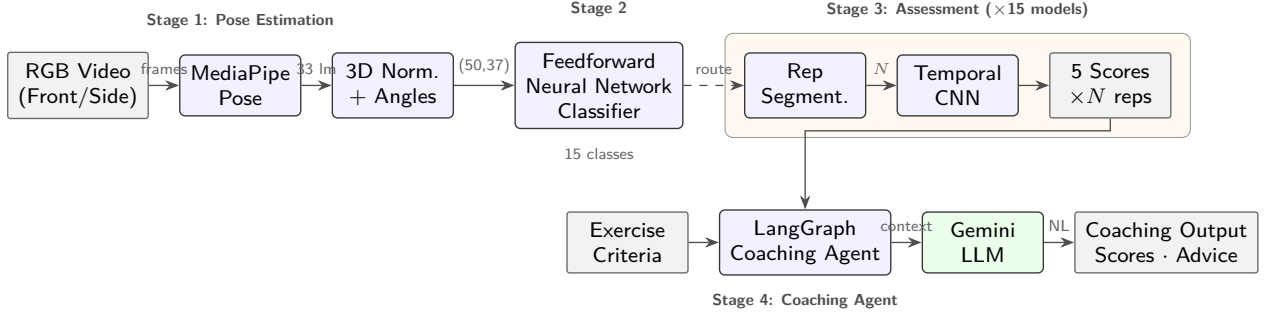 Stage 1: Pose Estimation
Stage 2
Stage 3: Assessment (×15 models)
RGB Video
(Front/Side)
frames
MediaPipe
Pose
33 lm
3D Norm.
+ Angles
(50,37)
Feedforward
Neural Network
Classifier
15 classes
route
Rep
Segment.
N
Temporal
CNN
5 Scores
×N reps
Exercise
Criteria
LangGraph
Coaching Agent
context
Gemini
LLM
NL
Coaching Output
Scores · Advice
Stage 4: Coaching Agent